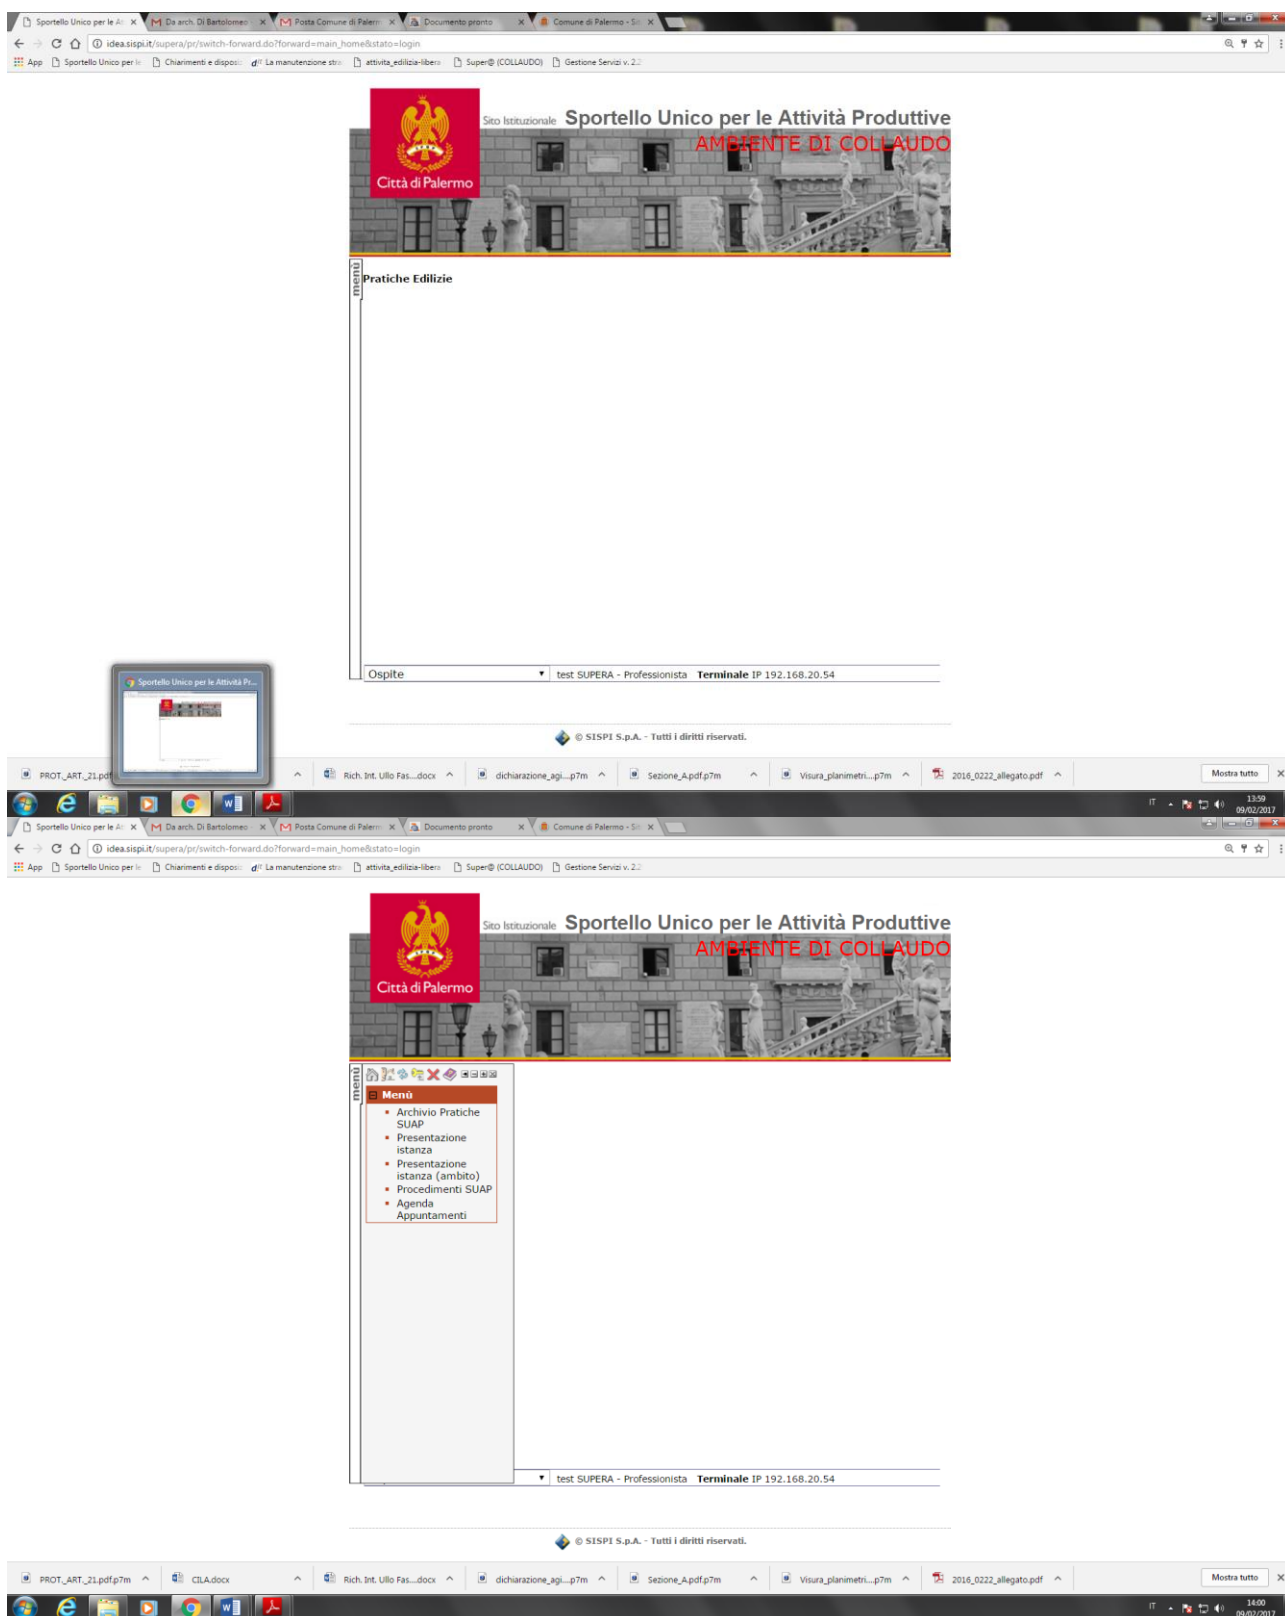 Sportello Unico per le At
Da arch. Di Bartolomeo
Posta Comune di Palerm
Documento pronto
Comune di Palermo - Sit
idea.sispi.it/supera/pr/switch-forward.do?forward=main_home&stato=login
App
Sportello Unico per le
Chiarimenti e disposi
La manutenzione stra
attivita_edilizia-libera
Super@ (COLLAUDO)
Gestione Servizi v. 2.2
Sito Istituzionale Sportello Unico per le Attività Produttive
AMBIENTE DI COLLAUDO
Città di Palermo
menù
Pratiche Edilizie
Ospite
test SUPERA - Professionista Terminale IP 192.168.20.54
Sportello Unico per le Attività Pr...
© SISPI S.p.A. - Tutti i diritti riservati.
PROT._ART._21.pdf
Rich. Int. Ullo Fas....docx
dichiarazione_agi....p7m
Sezione_A.pdf.p7m
Visura_planimetri....p7m
2016_0222_allegato.pdf
Mostra tutto
IT
13:59
09/02/2017
Sportello Unico per le At
Da arch. Di Bartolomeo
Posta Comune di Palerm
Documento pronto
Comune di Palermo - Sit
idea.sispi.it/supera/pr/switch-forward.do?forward=main_home&stato=login
App
Sportello Unico per le
Chiarimenti e disposi
La manutenzione stra
attivita_edilizia-libera
Super@ (COLLAUDO)
Gestione Servizi v. 2.2
Sito Istituzionale Sportello Unico per le Attività Produttive
AMBIENTE DI COLLAUDO
Città di Palermo
menù
Menù
Archivio Pratiche
SUAP
Presentazione
istanza
Presentazione
istanza (ambito)
Procedimenti SUAP
Agenda
Appuntamenti
test SUPERA - Professionista Terminale IP 192.168.20.54
© SISPI S.p.A. - Tutti i diritti riservati.
PROT._ART._21.pdf.p7m
CILA.docx
Rich. Int. Ullo Fas....docx
dichiarazione_agi....p7m
Sezione_A.pdf.p7m
Visura_planimetri....p7m
2016_0222_allegato.pdf
Mostra tutto
IT
14:00
09/02/2017